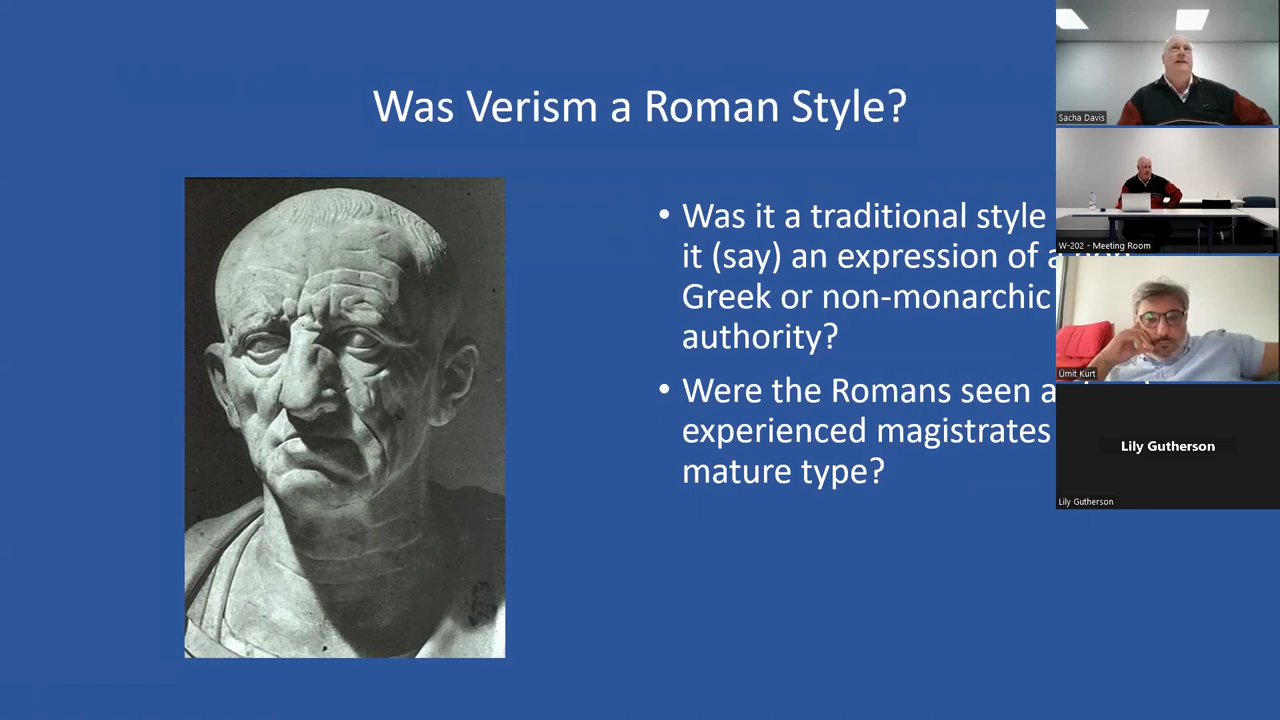 Was Verism a Roman Style?
• Was it a traditional style
it (say) an expression of a
Greek or non-monarchic
authority?
• Were the Romans seen a
experienced magistrates
mature type?
Sacha Davis
W-202 - Meeting Room
Ümit Kurt
Lily Gutherson
Lily Gutherson